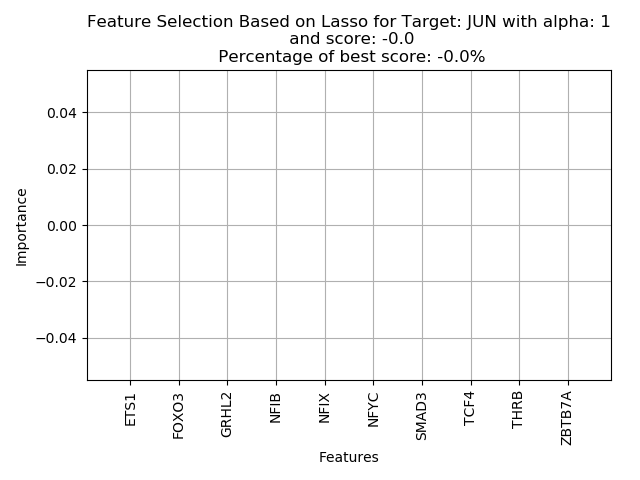 Feature Selection Based on Lasso for Target: JUN with alpha: 1
and score: -0.0
Percentage of best score: -0.0%
Importance
0.04
0.02
0.00
−0.02
−0.04
ETS1
FOXO3
GRHL2
NFIB
NFIX
NFYC
SMAD3
TCF4
THRB
ZBTB7A
Features